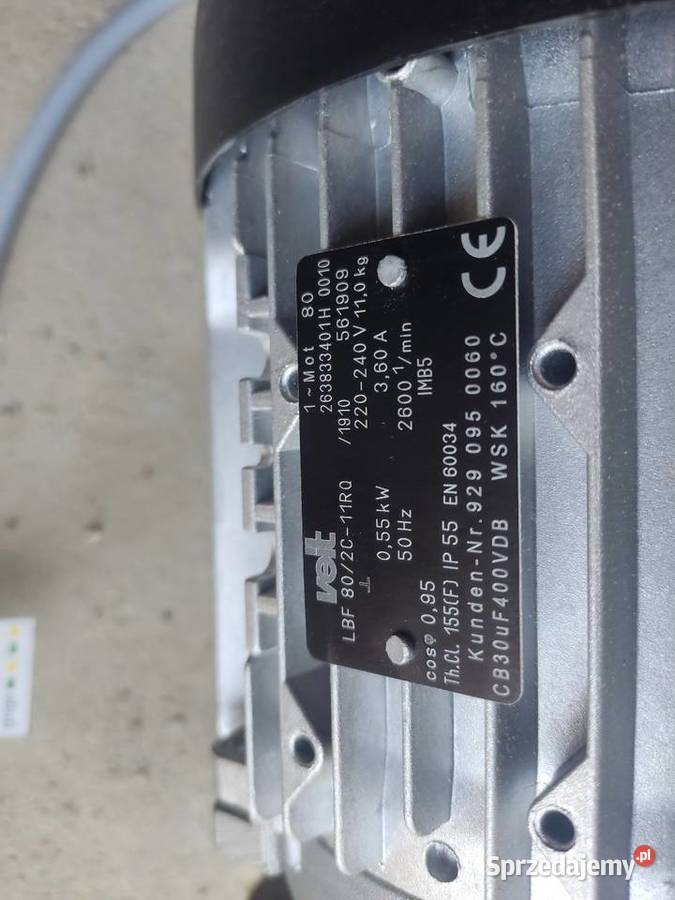 veit 1~Mot 80
263833401H 0010
LBF 80/2C-11RQ /1910 561909
⊥ 220-240 V 11,0 kg
0,55 kW 3,60 A
50 Hz 2600 1/min
cosφ 0,95 IMB5
Th.Cl. 155(F) IP 55 EN 60034
Kunden-Nr. 929 095 0060
CB30uF400VDB WSK 160°C
CE
Sprzedajemy.pl